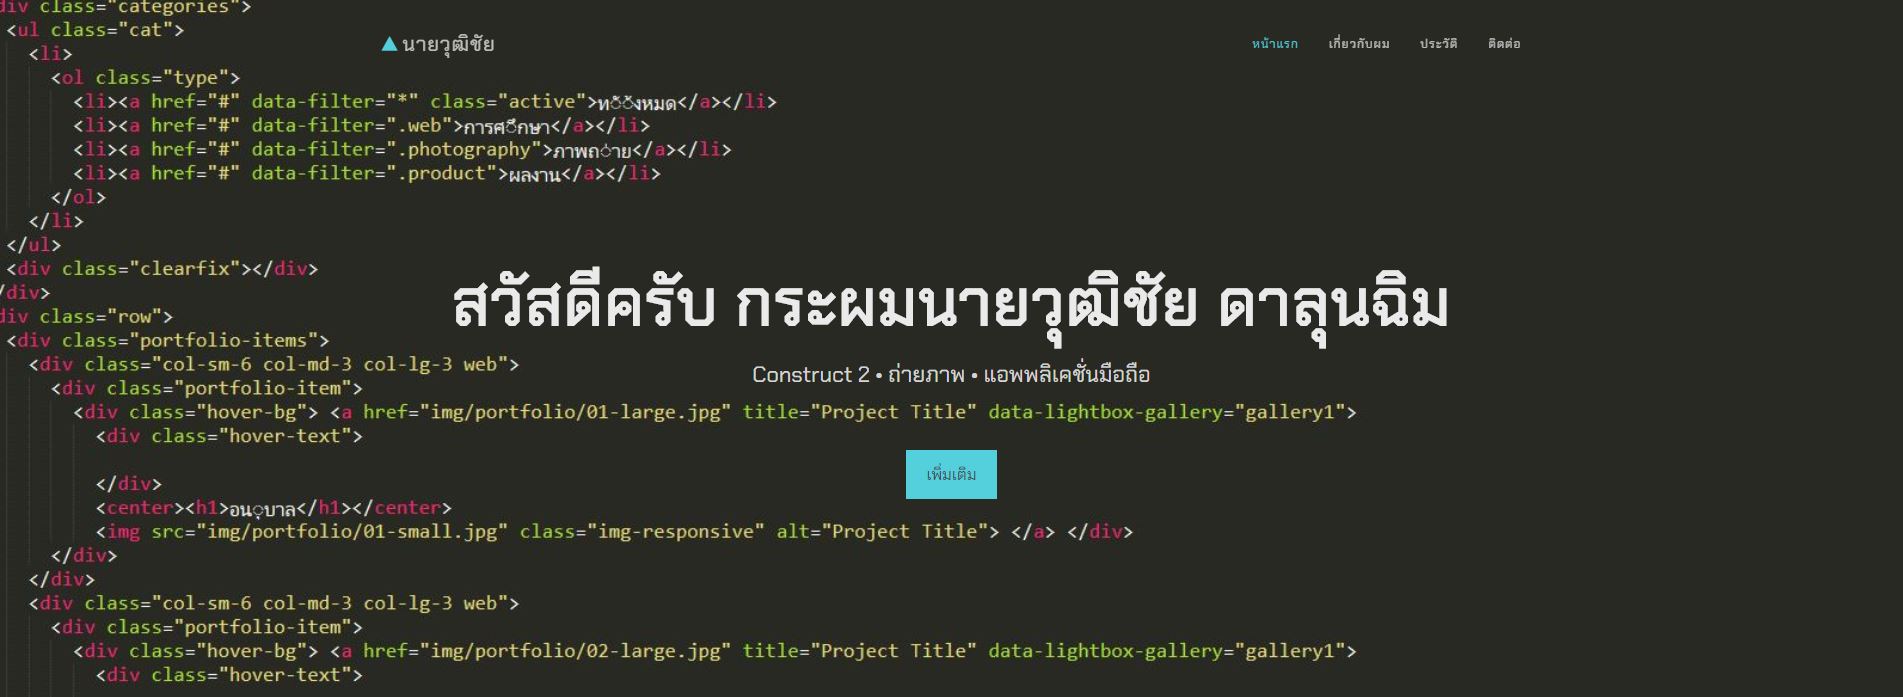 div class="categories">
<ul class="cat">
▲ นายวุฒิชัย
หน้าแรก เกี่ยวกับผม ประวัติ ติดต่อ
<li>
<ol class="type">
<li><a href="#" data-filter="*" class="active">ท้ั้งหมด</a></li>
<li><a href="#" data-filter=".web">การศึกษา</a></li>
<li><a href="#" data-filter=".photography">ภาพถ่าย</a></li>
<li><a href="#" data-filter=".product">ผลงาน</a></li>
</ol>
</li>
</ul>
<div class="clearfix"></div>
/div>
สวัสดีครับ กระผมนายวุฒิชัย ดาลุนฉิม
div class="row">
<div class="portfolio-items">
<div class="col-sm-6 col-md-3 col-lg-3 web">
Construct 2 • ถ่ายภาพ • แอพพลิเคชั่นมือถือ
<div class="portfolio-item">
<div class="hover-bg"> <a href="img/portfolio/01-large.jpg" title="Project Title" data-lightbox-gallery="gallery1">
<div class="hover-text">
เพิ่มเติม
</div>
<center><h1>อนุบาล</h1></center>
<img src="img/portfolio/01-small.jpg" class="img-responsive" alt="Project Title"> </a> </div>
</div>
</div>
<div class="col-sm-6 col-md-3 col-lg-3 web">
<div class="portfolio-item">
<div class="hover-bg"> <a href="img/portfolio/02-large.jpg" title="Project Title" data-lightbox-gallery="gallery1">
<div class="hover-text">